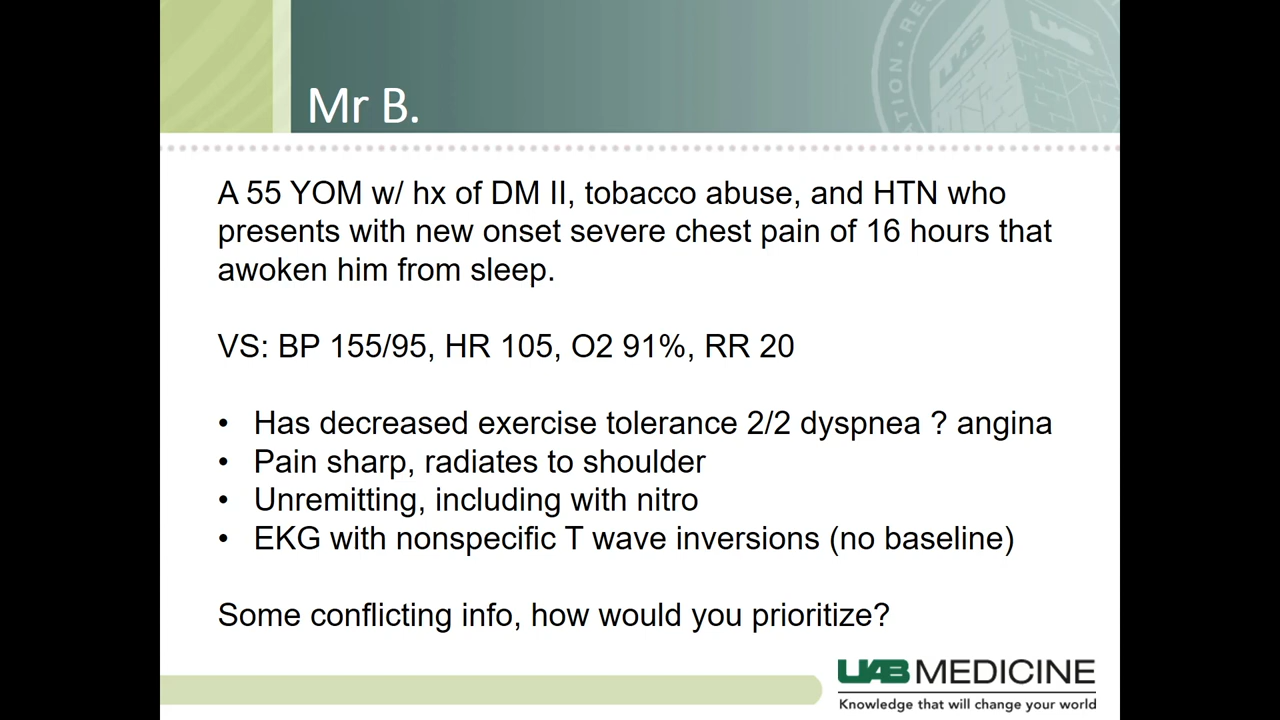 Mr B.
A 55 YOM w/ hx of DM II, tobacco abuse, and HTN who
presents with new onset severe chest pain of 16 hours that
awoken him from sleep.
VS: BP 155/95, HR 105, O2 91%, RR 20
• Has decreased exercise tolerance 2/2 dyspnea ? angina
• Pain sharp, radiates to shoulder
• Unremitting, including with nitro
• EKG with nonspecific T wave inversions (no baseline)
Some conflicting info, how would you prioritize?
UAB MEDICINE
Knowledge that will change your world